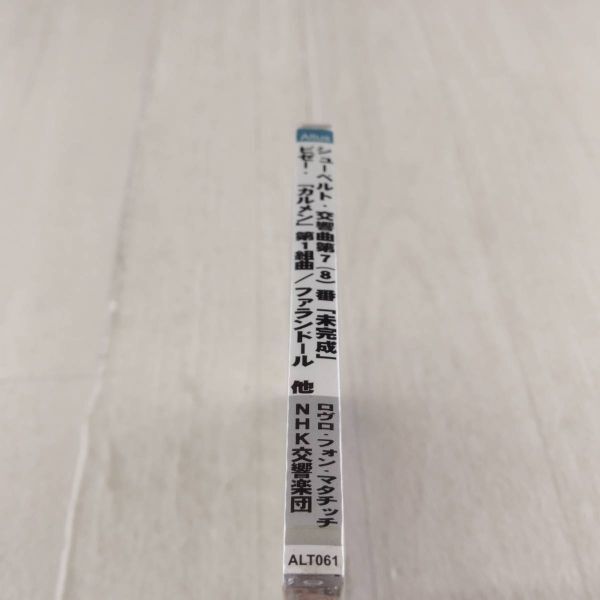 Altus
シューベルト・交響曲第7(8)番「未完成」
ビゼー・「カルメン」第1組曲/ファランドール 他
ロヴロ・フォン・マタチッチ
NHK交響楽団
ALT061